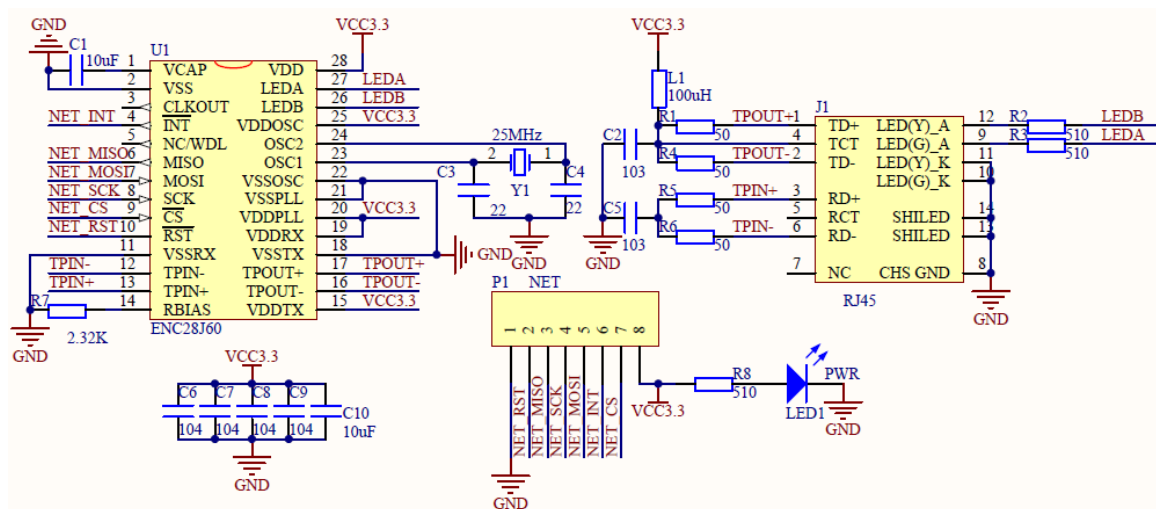 GND
C1
10uF
U1
VCC3.3
1 VCAP VDD 28
2 VSS LEDA 27 LEDA
3 CLKOUT LEDB 26 LEDB
NET_INT 4 INT VDDOSC 25 VCC3.3
5 NC/WDL OSC2 24
NET_MISO 6 MISO OSC1 23
NET_MOSI 7 MOSI VSSOSC 22
NET_SCK 8 SCK VSSPLL 21
NET_CS 9 CS VDDPLL 20 VCC3.3
NET_RST 10 RST VDDRX 19
11 VSSRX VSSTX 18 GND
TPIN- 12 TPIN- TPOUT+ 17 TPOUT+
TPIN+ 13 TPIN+ TPOUT- 16 TPOUT-
R7 14 RBIAS VDDTX 15 VCC3.3
GND
2.32K
ENC28J60
25MHz
2 1
C3 Y1 C4
22 22
GND
VCC3.3
L1
100uH
C2
103
R1 TPOUT+
50
R4 TPOUT-
50
C5
103
R5 TPIN+
50
R6 TPIN-
50
GND
J1
1 TD+ LED(Y)_A 12 R2 LEDB
510
4 TCT LED(G)_A 9 R3 LEDA
510
2 TD- LED(Y)_K 11
LED(G)_K 10
3 RD+
5 RCT SHILED 14
6 RD- SHILED 13
7 NC CHS GND 8
RJ45
GND
VCC3.3
C6 C7 C8 C9 C10
104 104 104 104 10uF
GND
P1 NET
1 2 3 4 5 6 7 8
NET_RST
NET_MISO
NET_SCK
NET_MOSI
NET_INT
NET_CS
GND
VCC3.3
R8
510
PWR
LED1
GND